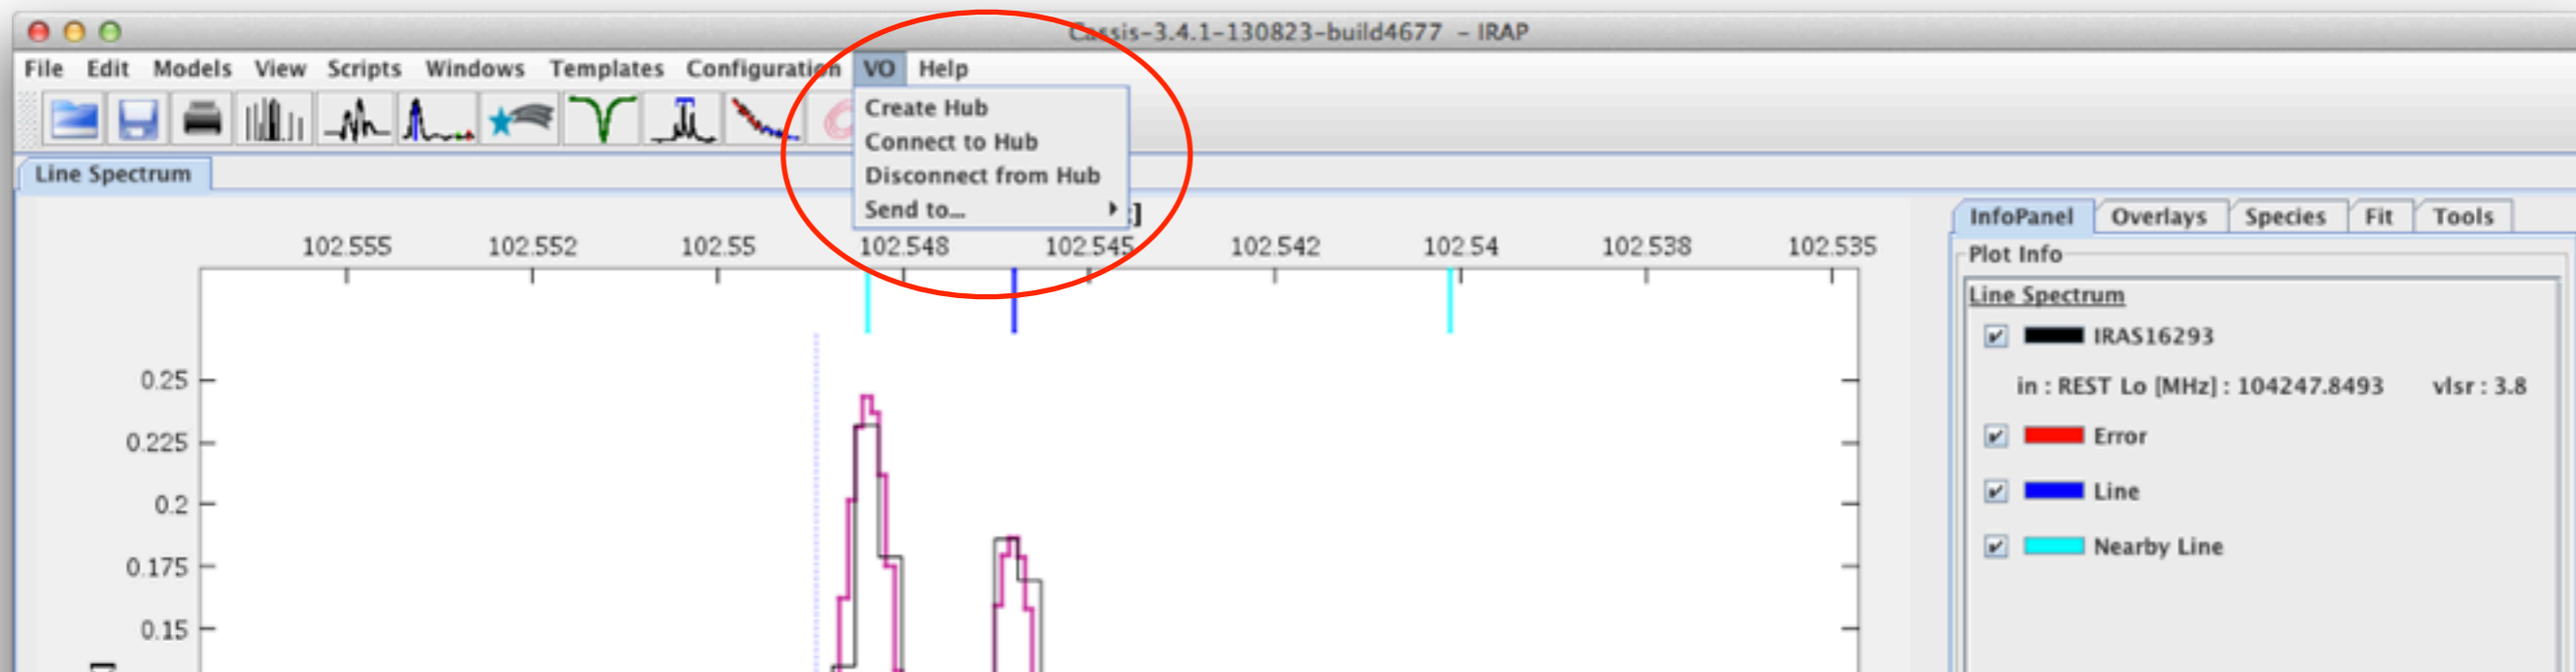 Cassis-3.4.1-130823-build4677 - IRAP
File Edit Models View Scripts Windows Templates Configuration VO Help
Create Hub
Connect to Hub
Disconnect from Hub
Send to...
Line Spectrum
]
102.555 102.552 102.55 102.548 102.545 102.542 102.54 102.538 102.535
0.25
0.225
0.2
0.175
0.15
InfoPanel Overlays Species Fit Tools
Plot Info
Line Spectrum
IRAS16293
in : REST Lo [MHz] : 104247.8493 vlsr : 3.8
Error
Line
Nearby Line